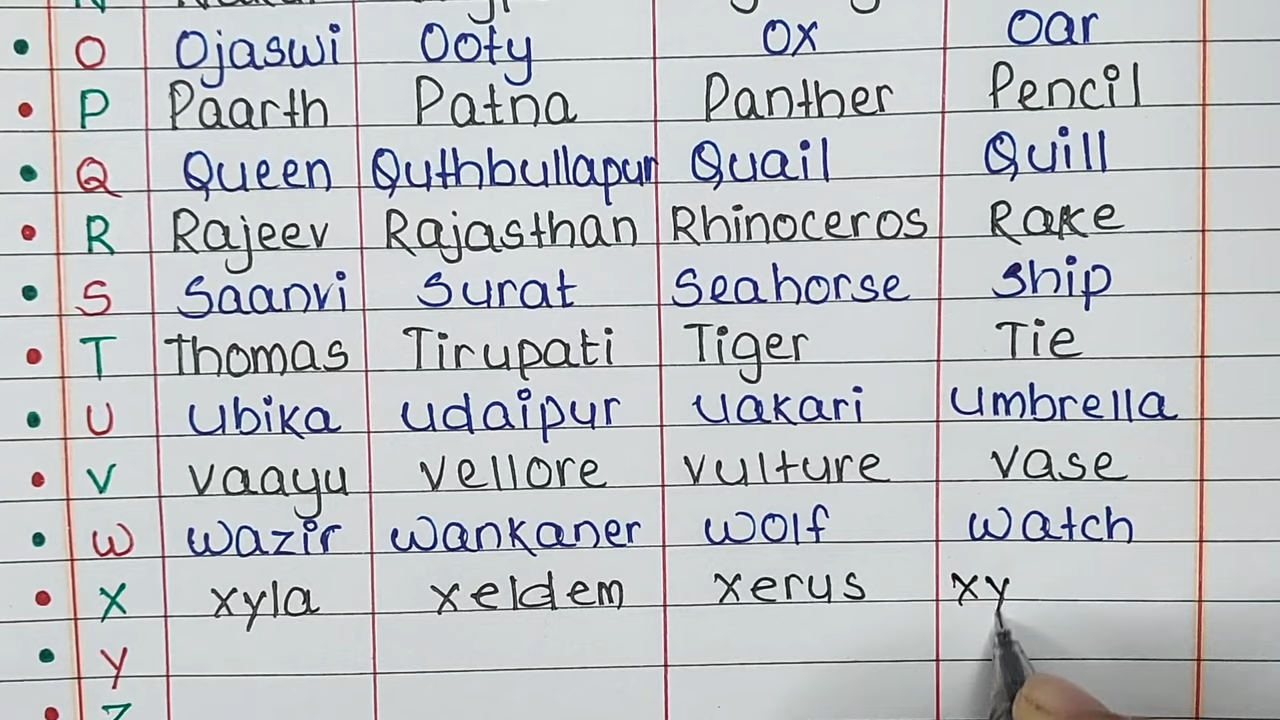 O Ojaswi Ooty Ox Oar
P Paarth Patna Panther Pencil
Q Queen Quthbullapur Quail Quill
R Rajeev Rajasthan Rhinoceros Rake
S Saanvi Surat Seahorse Ship
T Thomas Tirupati Tiger Tie
U Ubika Udaipur Uakari Umbrella
V Vaayu Vellore Vulture Vase
W Wazir Wankaner Wolf Watch
X Xyla Xeldem Xerus Xy
Y
Z